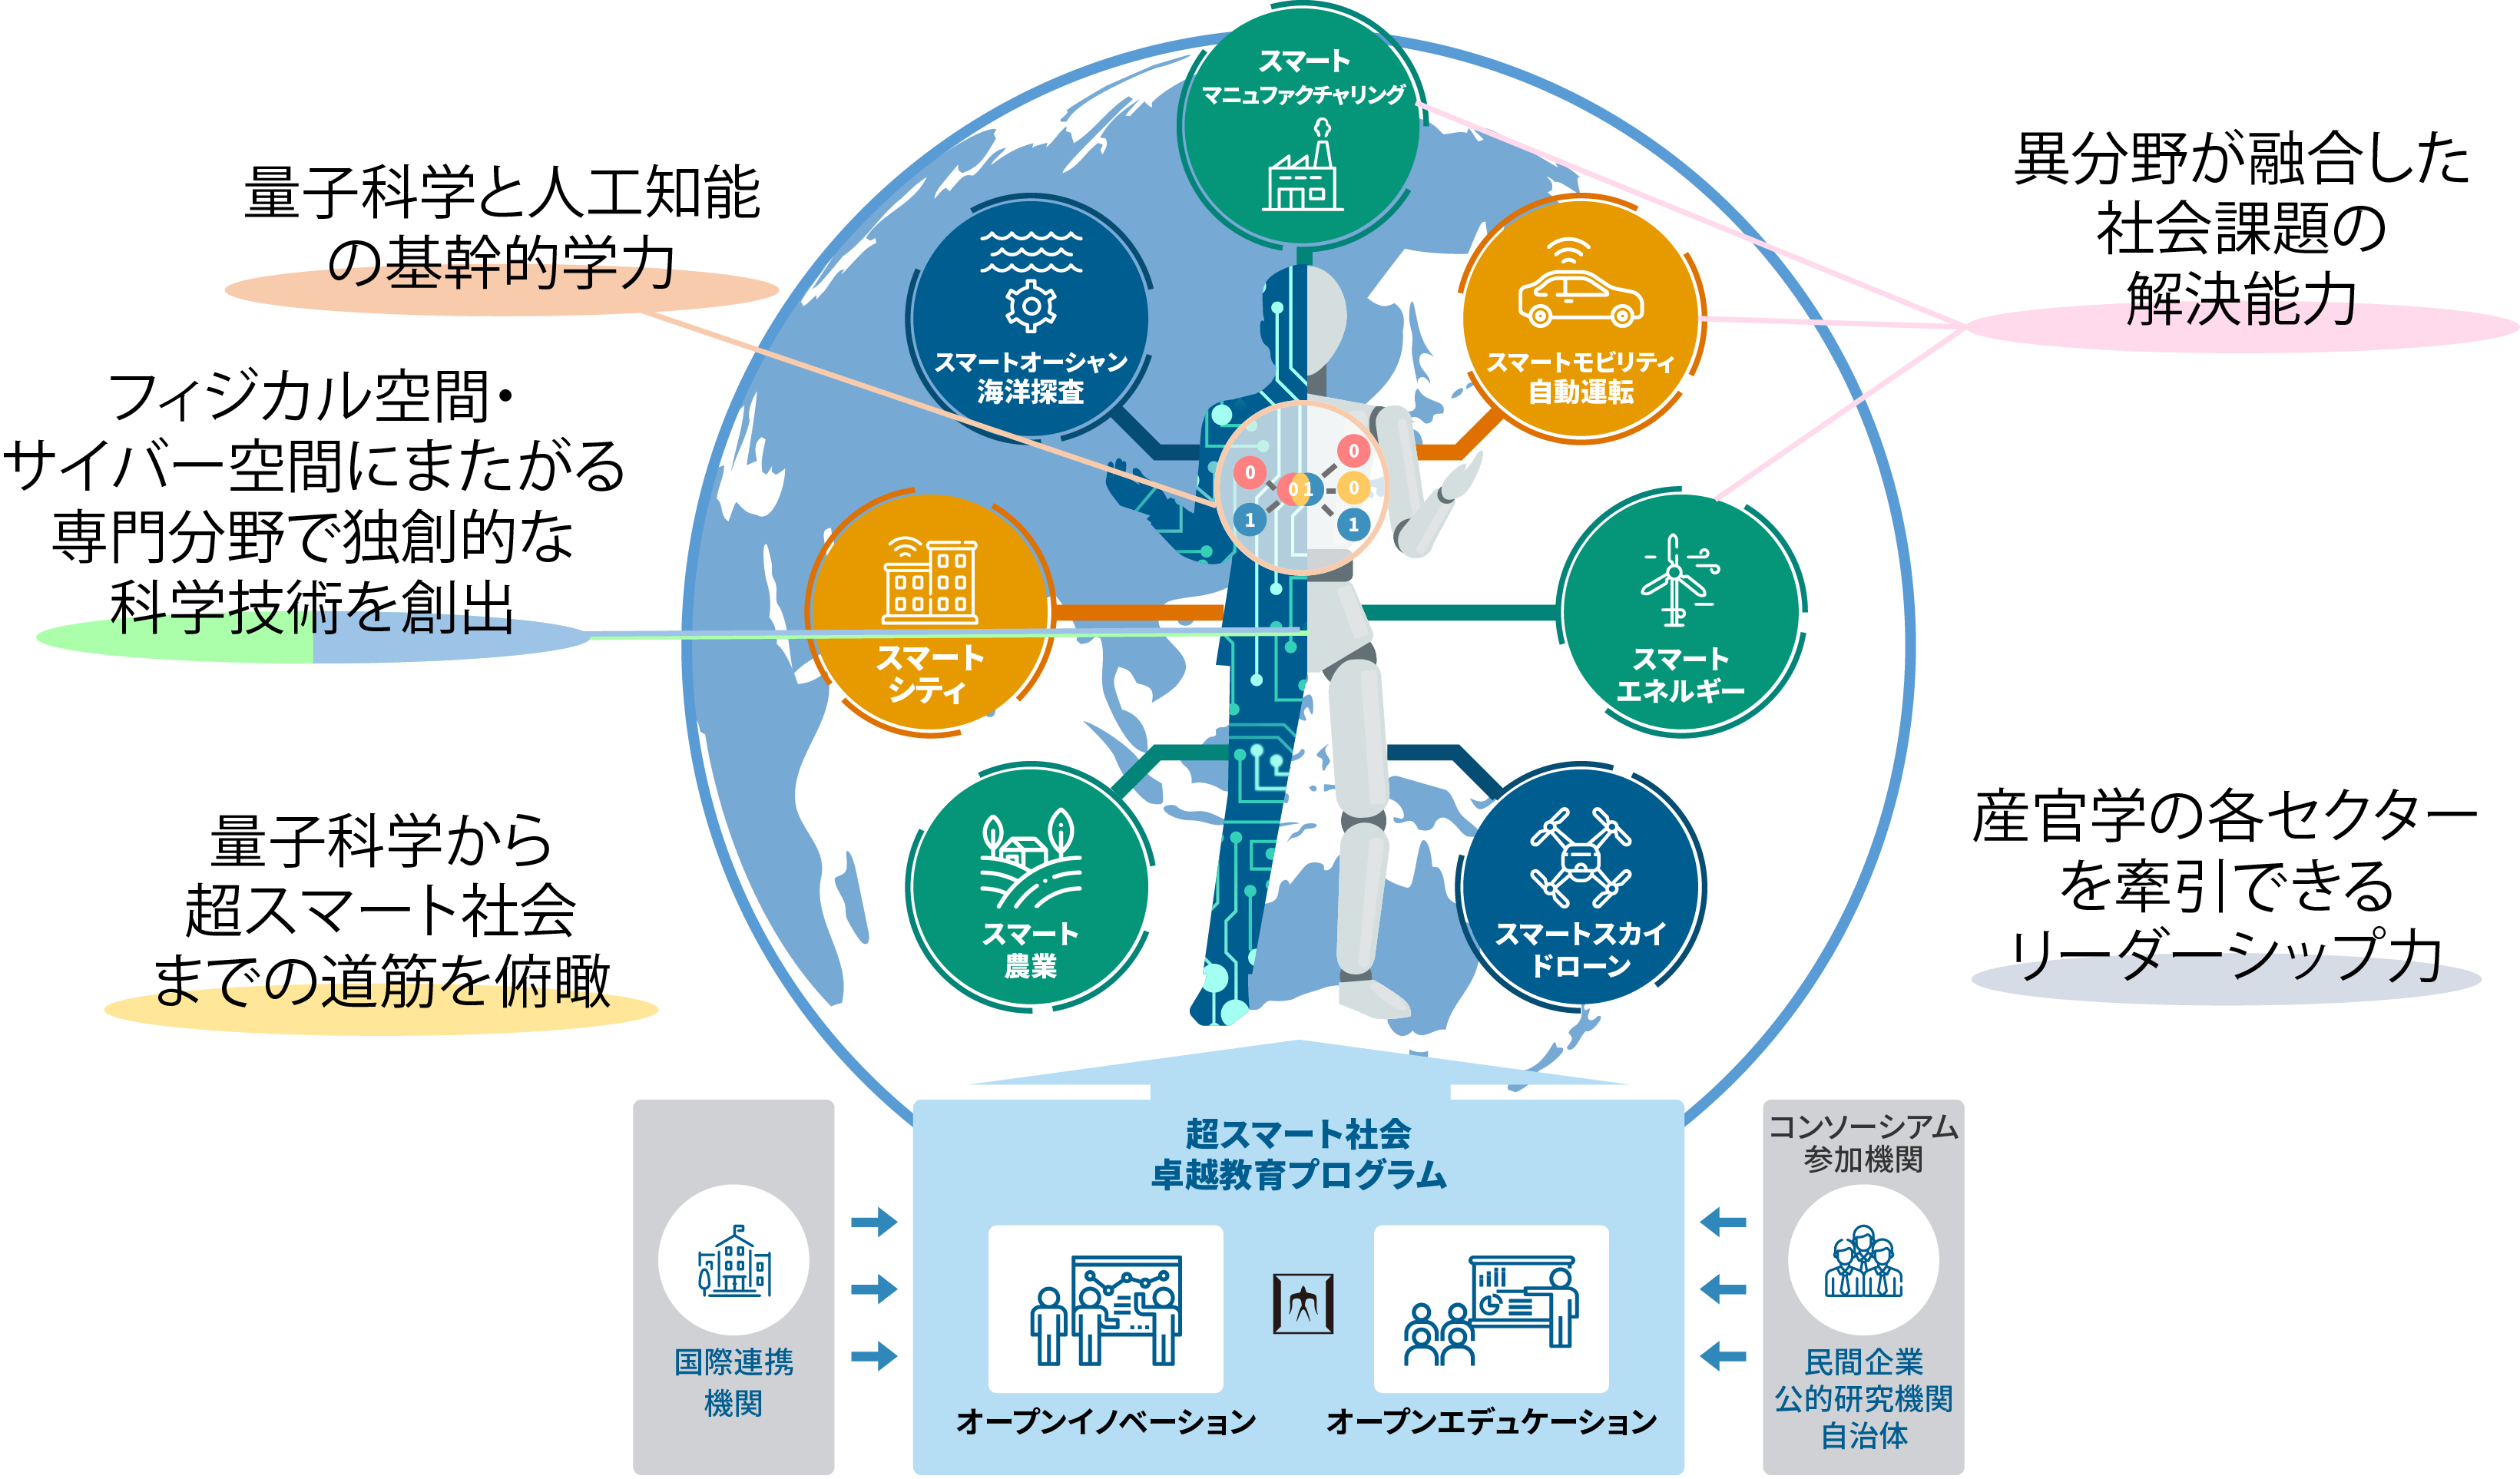 スマート
マニュファクチャリング
量子科学と人工知能
の基幹的学力
異分野が融合した
社会課題の
解決能力
スマートオーシャン
海洋探査
スマートモビリティ
自動運転
フィジカル空間・
サイバー空間にまたがる
専門分野で独創的な
科学技術を創出
0
1
0 1
0
0
1
スマート
シティ
スマート
エネルギー
量子科学から
超スマート社会
までの道筋を俯瞰
産官学の各セクター
を牽引できる
リーダーシップ力
スマート
農業
スマートスカイ
ドローン
超スマート社会
卓越教育プログラム
国際連携
機関
オープンイノベーション
オープンエデュケーション
コンソーシアム
参加機関
民間企業
公的研究機関
自治体